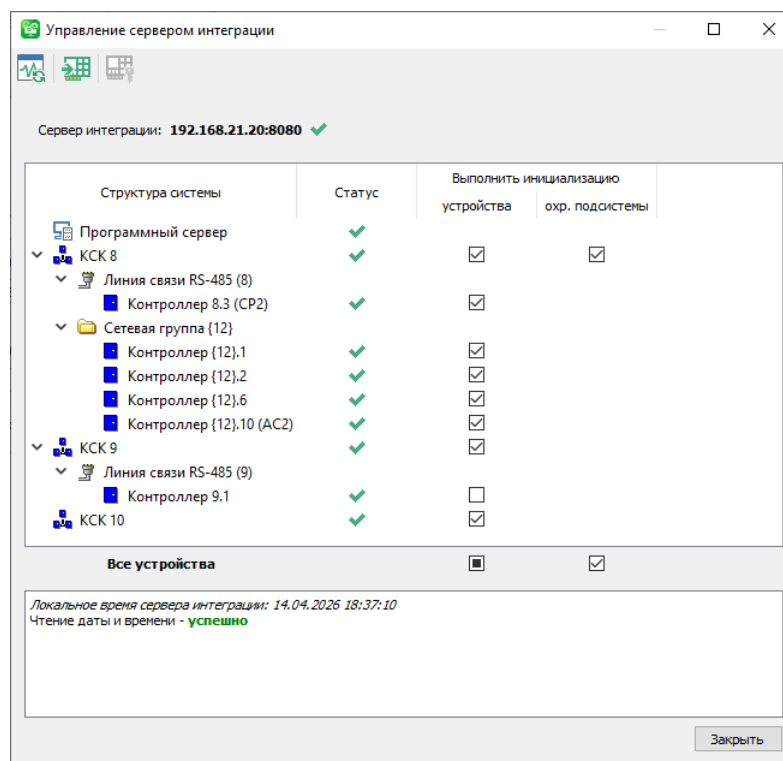 Управление сервером интеграции
Сервер интеграции: 192.168.21.20:8080
Структура системы
Статус
Выполнить инициализацию
устройства
охр. подсистемы
Программный сервер
КСК 8
Линия связи RS-485 (8)
Контроллер 8.3 (CP2)
Сетевая группа {12}
Контроллер {12}.1
Контроллер {12}.2
Контроллер {12}.6
Контроллер {12}.10 (AC2)
КСК 9
Линия связи RS-485 (9)
Контроллер 9.1
КСК 10
Все устройства
Локальное время сервера интеграции: 14.04.2026 18:37:10
Чтение даты и времени - успешно
Закрыть